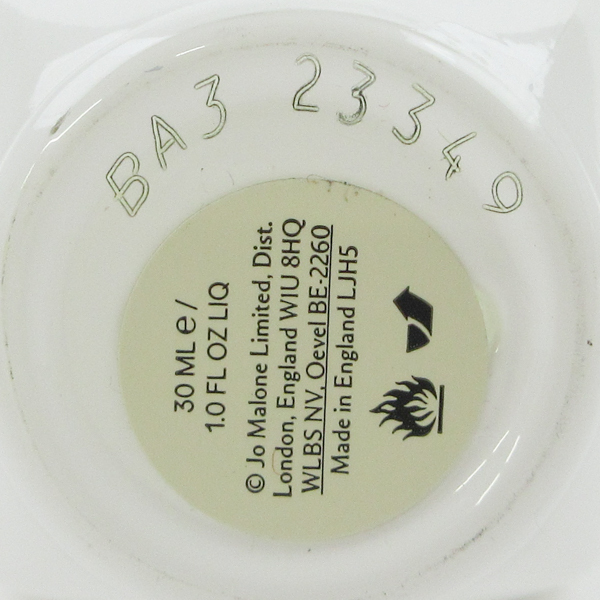 BA3 23349
30 ML e/
1.0 FL OZ LIQ
© Jo Malone Limited, Dist.
London, England WIU 8HQ
WLBS NV, Oevel BE-2260
Made in England LJH5